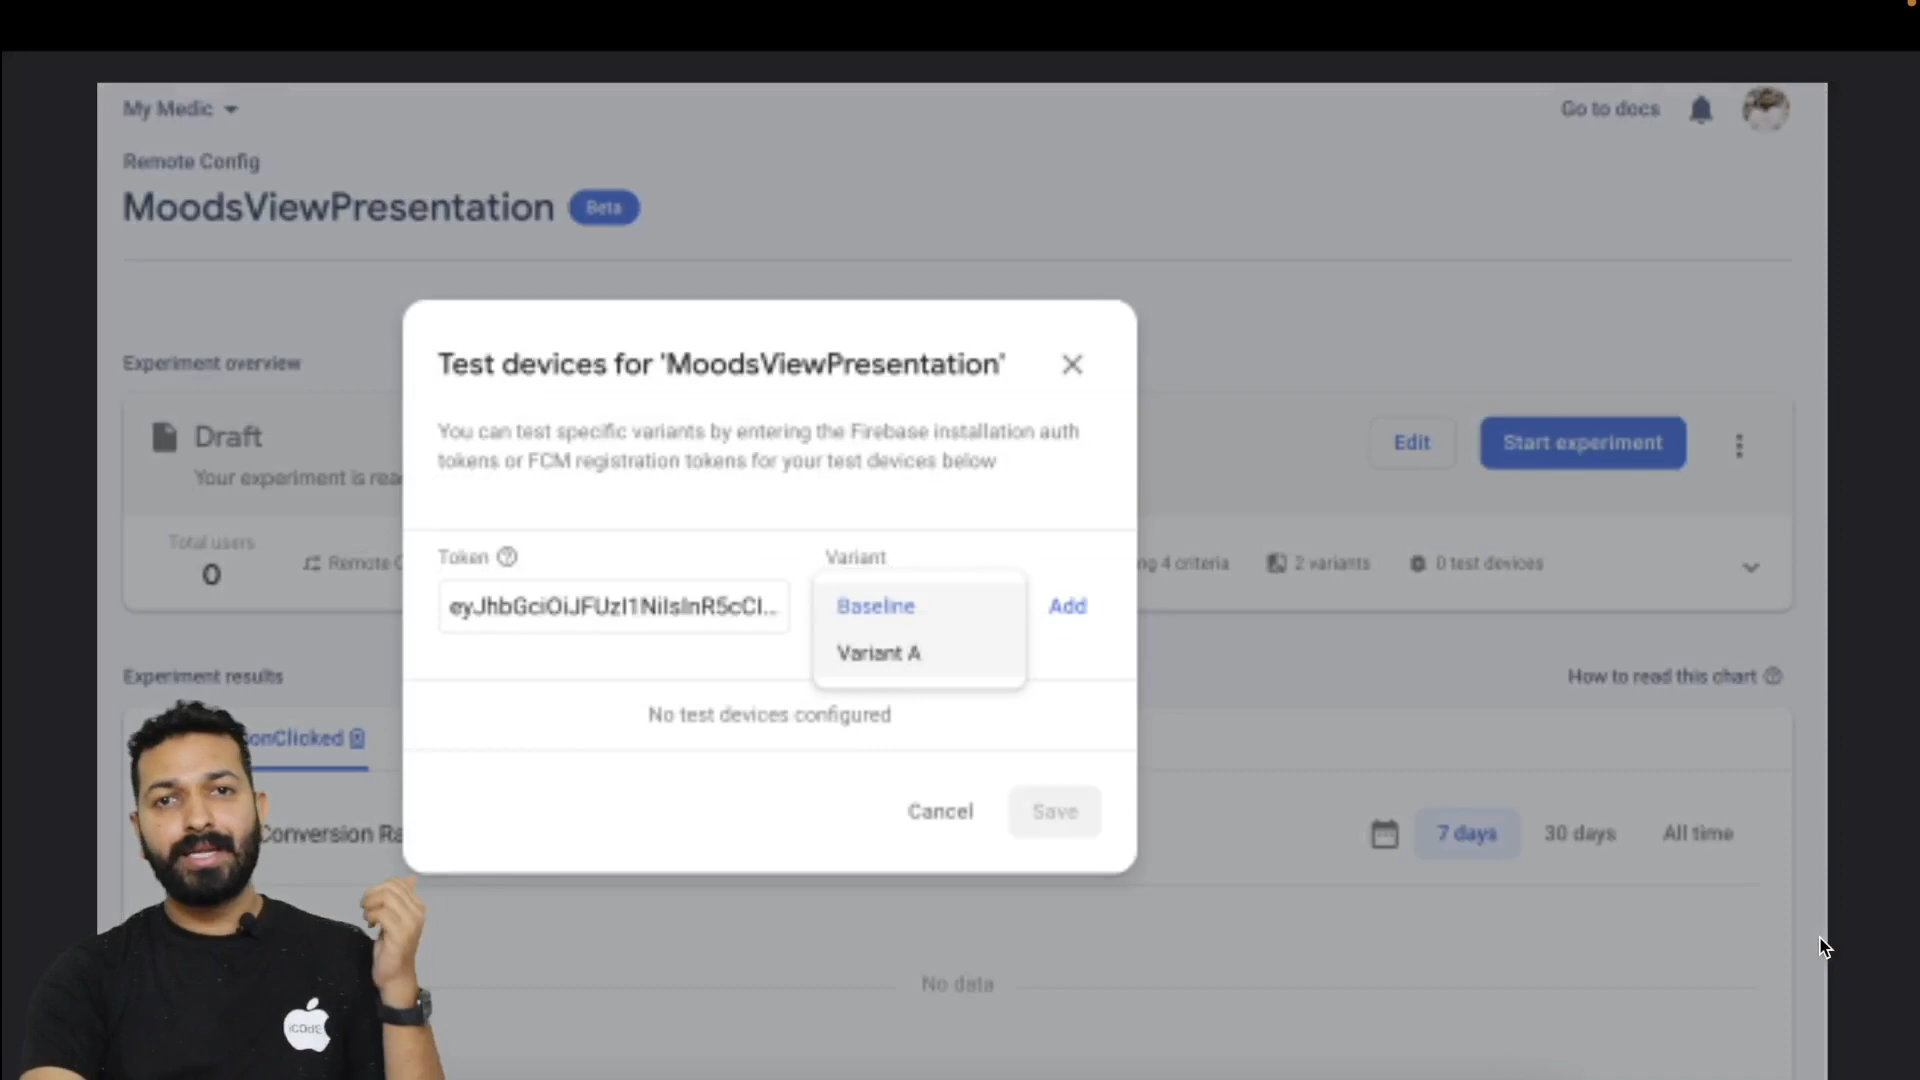 My Medic
Go to docs
Remote Config
MoodsViewPresentation
Beta
Experiment overview
Draft
Your experiment is
Edit
Start experiment
Total users
0
Remote
4 criteria
2 variants
0 test devices
Test devices for 'MoodsViewPresentation'
You can test specific variants by entering the Firebase installation auth
tokens or FCM registration tokens for your test devices below
Token
Variant
eyJhbGciOiJFUzI1NiIsInR5cCI...
Baseline
Variant A
Add
No test devices configured
Cancel
Save
Experiment results
How to read this chart
onClicked
Conversion Ra
7 days
30 days
All time
No data
iCODE